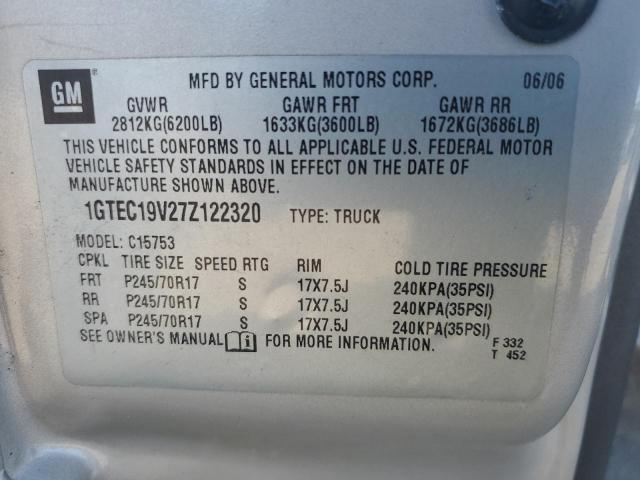 GM
MFD BY GENERAL MOTORS CORP. 06/06
GVWR GAWR FRT GAWR RR
2812KG(6200LB) 1633KG(3600LB) 1672KG(3686LB)
THIS VEHICLE CONFORMS TO ALL APPLICABLE U.S. FEDERAL MOTOR
VEHICLE SAFETY STANDARDS IN EFFECT ON THE DATE OF
MANUFACTURE SHOWN ABOVE.
1GTEC19V27Z122320 TYPE: TRUCK
MODEL: C15753
CPKL TIRE SIZE SPEED RTG RIM COLD TIRE PRESSURE
FRT P245/70R17 S 17X7.5J 240KPA(35PSI)
RR P245/70R17 S 17X7.5J 240KPA(35PSI)
SPA P245/70R17 S 17X7.5J 240KPA(35PSI)
SEE OWNER'S MANUAL FOR MORE INFORMATION.
F 332
T 452